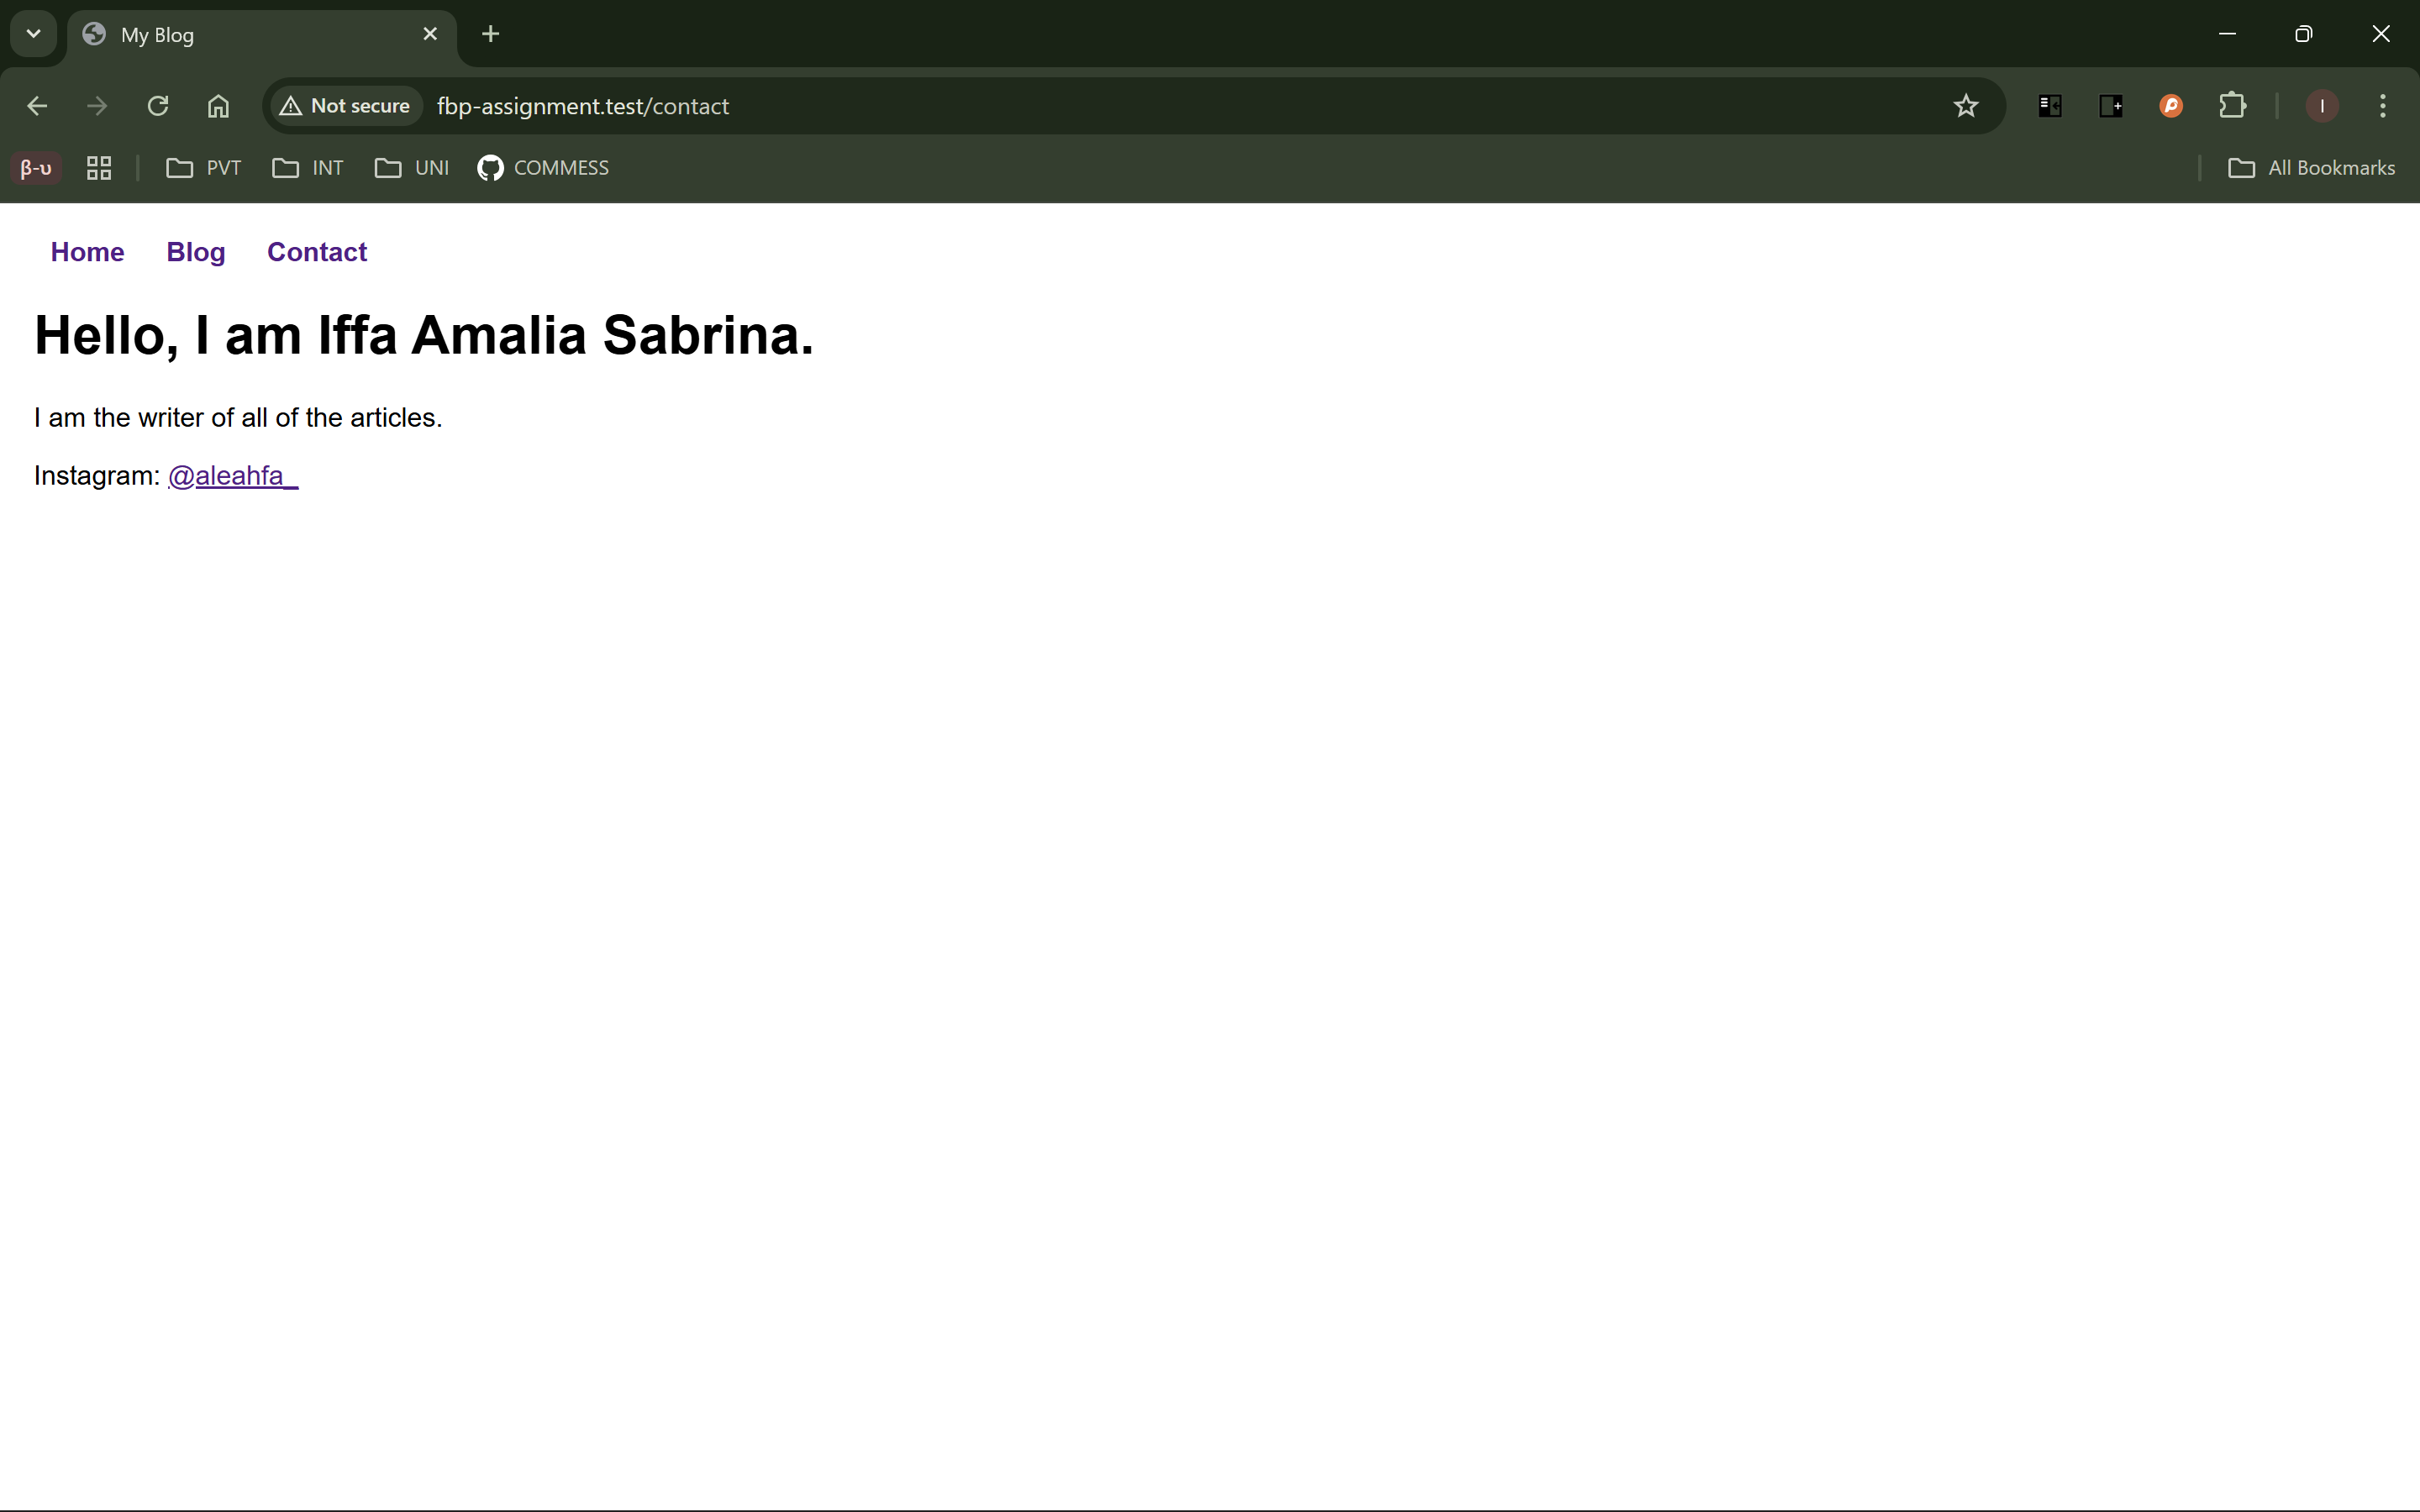 My Blog
Not secure fbp-assignment.test/contact I
β-υ PVT INT UNI COMMESS All Bookmarks
Home Blog Contact
Hello, I am Iffa Amalia Sabrina.
I am the writer of all of the articles.
Instagram: @aleahfa_